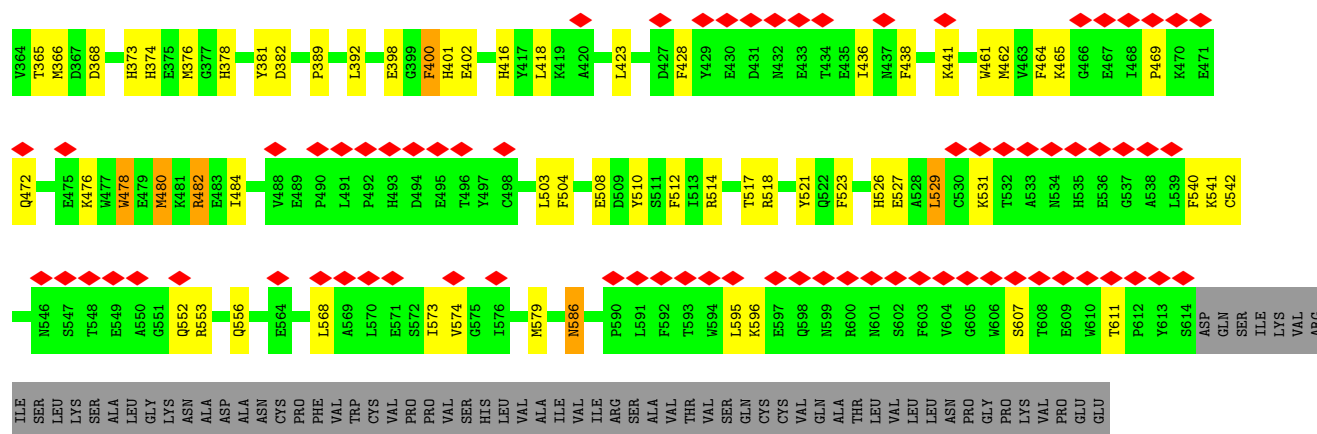 V364 T365 M366 D367 D368 H373 H374 E375 M376 G377 H378 Y381 D382 P389 L392 E398 G399 F400 H401 E402 H416 Y417 L418 K419 A420 L423 D427 F428 Y429 E430 D431 N432 E433 T434 E435 I436 N437 F438 K441 W461 M462 V463 F464 K465 G466 E467 I468 P469 K470 E471
Q472 E475 K476 W477 W478 E479 M480 K481 R482 E483 I484 V488 E489 P490 L491 P492 H493 D494 E495 T496 Y497 C498 L503 F504 E508 D509 Y510 S511 F512 I513 R514 T517 R518 Y521 Q522 F523 H526 E527 A528 L529 C530 K531 T532 A533 N534 H535 E536 G537 A538 L539 F540 K541 C542
N546 S547 T548 E549 A550 G551 Q552 R553 Q556 E564 L568 A569 L570 E571 S572 I573 V574 G575 I576 M579 N586 P590 L591 F592 T593 W594 L595 K596 E597 Q598 N599 R600 N601 S602 F603 V604 G605 W606 S607 T608 E609 W610 T611 P612 Y613 S614 ASP GLN SER ILE LYS VAL ARG
ILE SER LEU LYS SER ALA LEU GLY LYS ASN ALA ASP ALA ASN CYS PRO PHE VAL TRP CYS VAL PRO PRO VAL SER HIS LEU VAL ALA ILE VAL ILE ARG SER ALA VAL THR VAL SER GLN CYS CYS VAL GLN ALA THR LEU VAL LEU LEU ASN PRO GLY PRO LYS VAL PRO GLU GLU